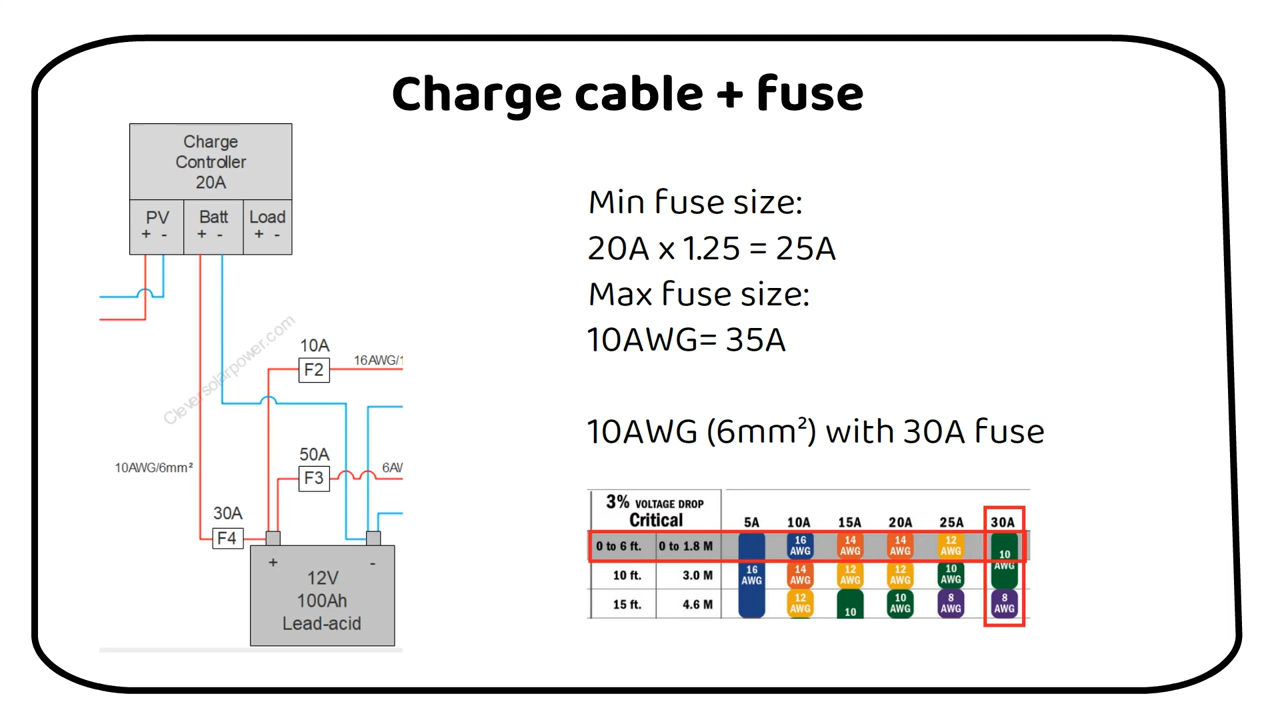 Charge cable + fuse
Charge
Controller
20A
PV
Batt
Load
+ -
+ -
+ -
Cleversolarpower.com
10A
F2
16AWG/1
50A
F3
6AW
10AWG/6mm²
30A
F4
+
-
12V
100Ah
Lead-acid
Min fuse size:
20A x 1.25 = 25A
Max fuse size:
10AWG= 35A
10AWG (6mm²) with 30A fuse
3% VOLTAGE DROP
Critical
5A 10A 15A 20A 25A 30A
0 to 6 ft. 0 to 1.8 M 16 AWG 14 AWG 14 AWG 12 AWG 10 AWG
10 ft. 3.0 M 16 AWG 14 AWG 12 AWG 12 AWG 10 AWG
15 ft. 4.6 M 12 AWG 10 10 AWG 8 AWG 8 AWG